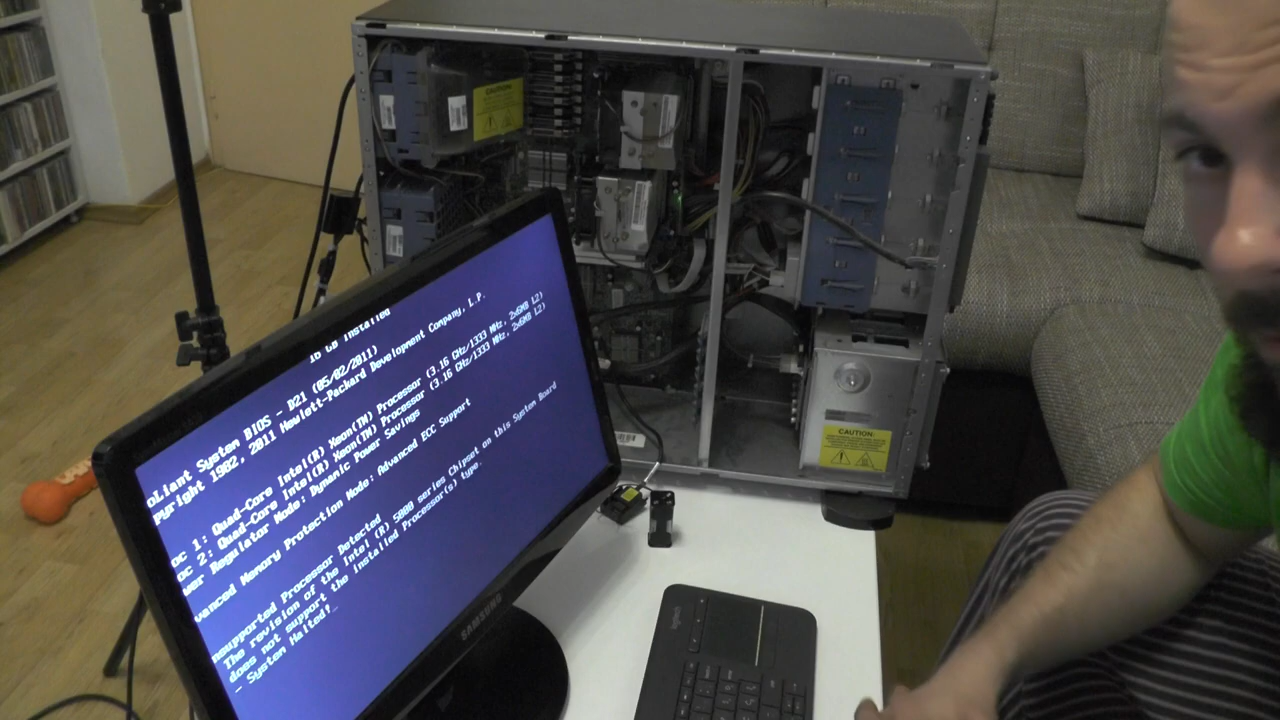 16 GB Installed
oLiant System BIOS - D21 (05/02/2011)
pyright 1982, 2011 Hewlett-Packard Development Company, L.P.
oc 1: Quad-Core Intel(R) Xeon(TM) Processor (3.16 GHz/1333 MHz, 2x6MB L2)
oc 2: Quad-Core Intel(R) Xeon(TM) Processor (3.16 GHz/1333 MHz, 2x6MB L2)
wer Regulator Mode: Dynamic Power Savings
vanced Memory Protection Mode: Advanced ECC Support
nsupported Processor Detected
The revision of the Intel (R) 5000 series Chipset on this System Board
does not support the installed Processor(s) type.
- System Halted!_
SAMSUNG
CAUTION:
CAUTION:
Logitech